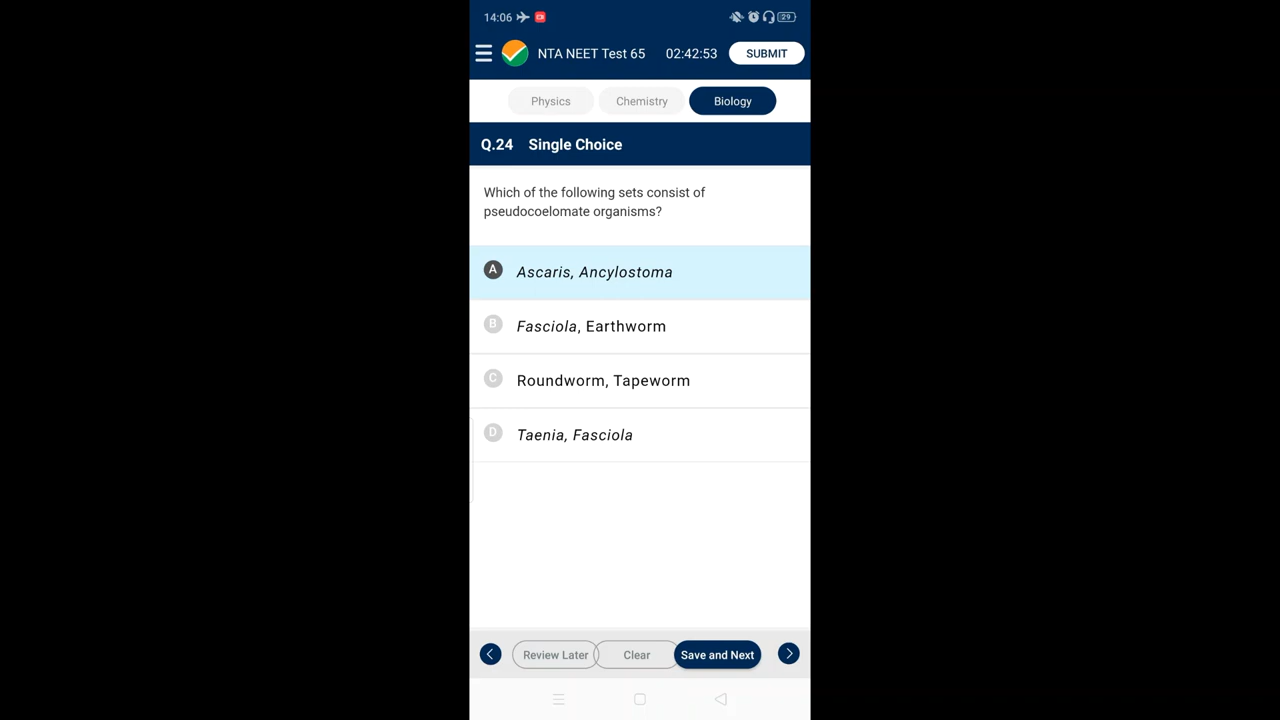 14:06 29
NTA NEET Test 65 02:42:53 SUBMIT
Physics Chemistry Biology
Q.24 Single Choice
Which of the following sets consist of
pseudocoelomate organisms?
A Ascaris, Ancylostoma
B Fasciola, Earthworm
C Roundworm, Tapeworm
D Taenia, Fasciola
Review Later Clear Save and Next